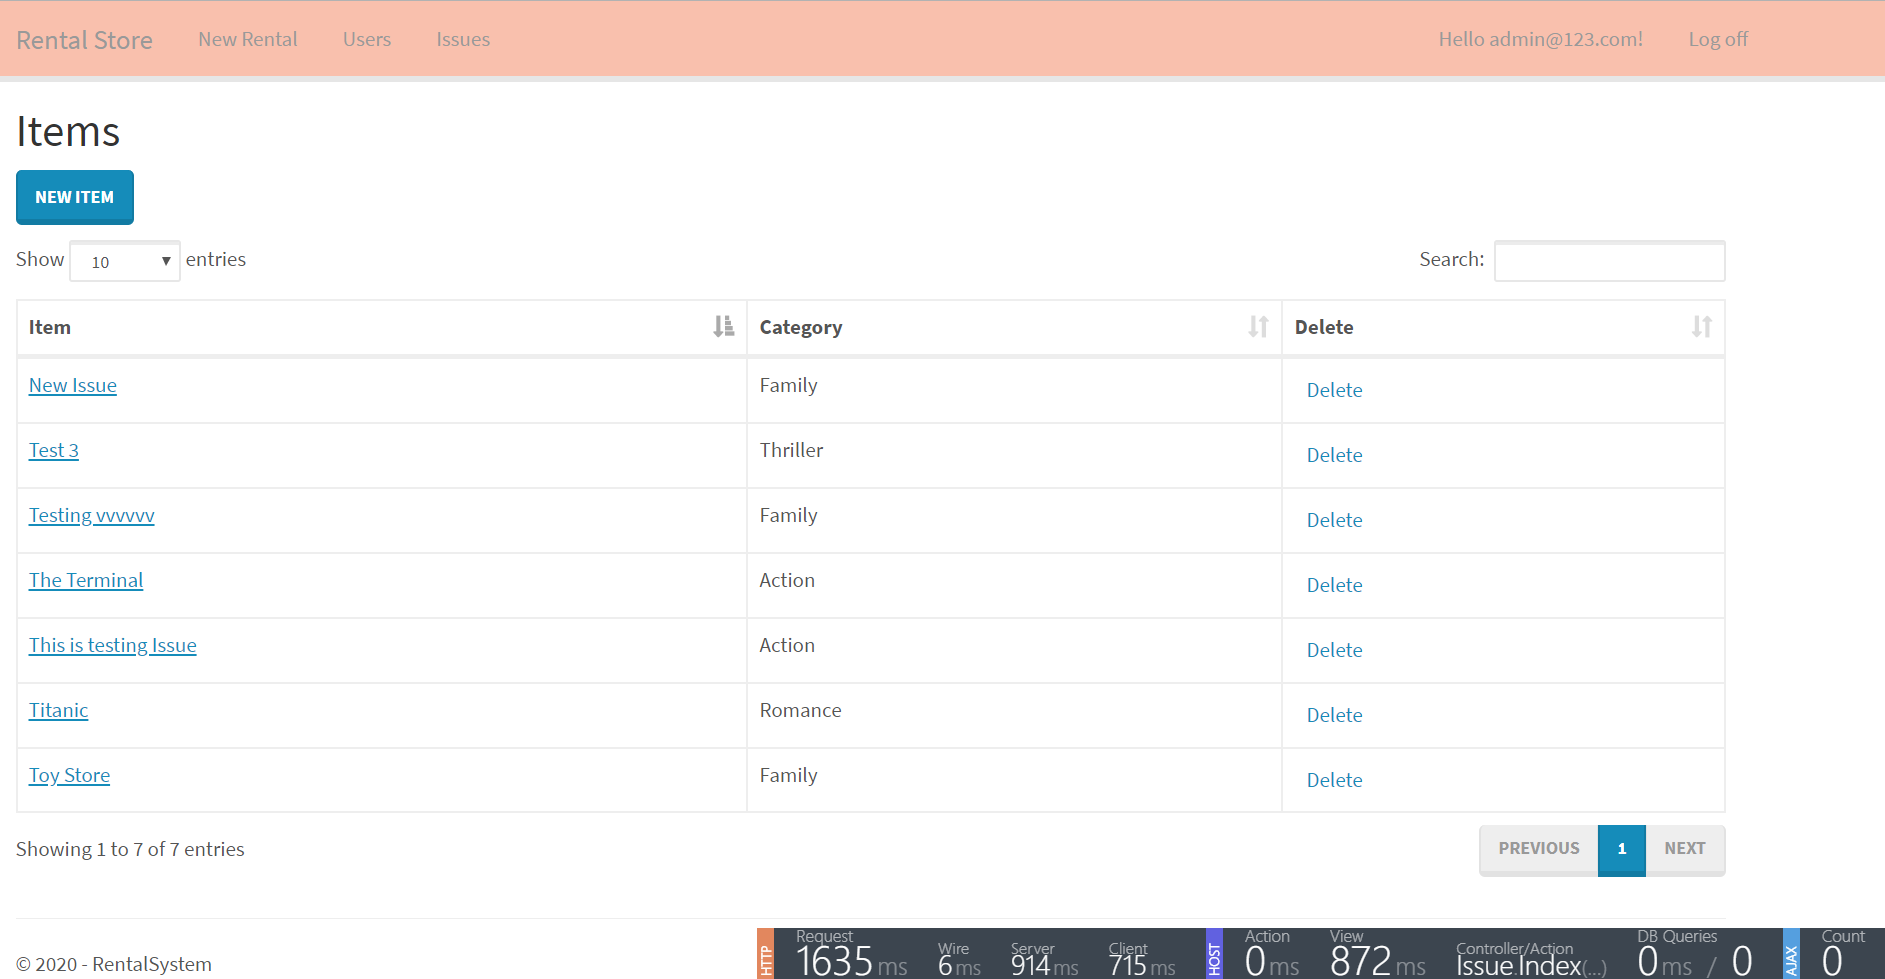 Rental Store New Rental Users Issues Hello admin@123.com! Log off
Items
NEW ITEM
Show 10 entries Search:
Item Category Delete
New Issue Family Delete
Test 3 Thriller Delete
Testing vvvvvv Family Delete
The Terminal Action Delete
This is testing Issue Action Delete
Titanic Romance Delete
Toy Store Family Delete
Showing 1 to 7 of 7 entries PREVIOUS 1 NEXT
© 2020 - RentalSystem
HTTP Request 1635 ms Wire 6 ms Server 914 ms Client 715 ms HOST Action 0 ms View 872 ms Controller/Action Issue.Index(...) DB Queries 0 ms / 0 AJAX Count 0